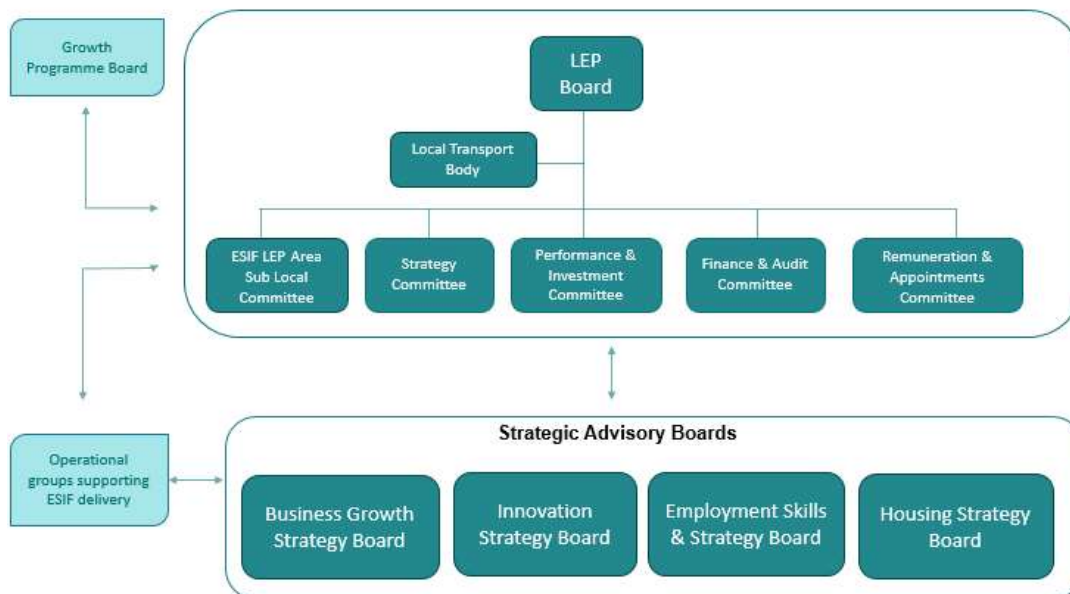 Growth
Programme Board
LEP
Board
Local Transport
Body
ESIF LEP Area
Sub Local
Committee
Strategy
Committee
Performance &
Investment
Committee
Finance & Audit
Committee
Remuneration &
Appointments
Committee
Strategic Advisory Boards
Operational
groups supporting
ESIF delivery
Business Growth
Strategy Board
Innovation
Strategy Board
Employment Skills
& Strategy Board
Housing Strategy
Board